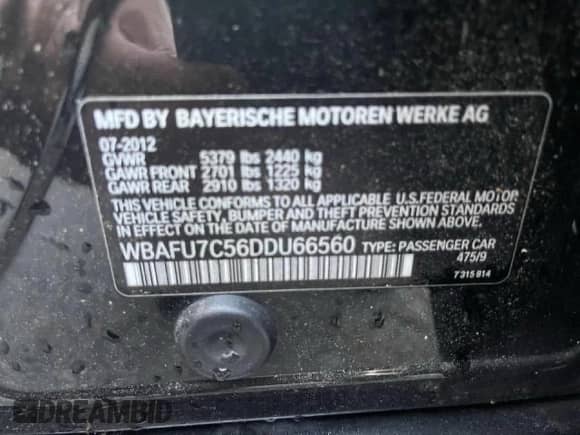 MFD BY BAYERISCHE MOTOREN WERKE AG
07-2012
GVWR 5379 lbs 2440 kg
GAWR FRONT 2701 lbs 1225 kg
GAWR REAR 2910 lbs 1320 kg
THIS VEHICLE CONFORMS TO ALL APPLICABLE U.S.FEDERAL MOTOR
VEHICLE SAFETY, BUMPER AND THEFT PREVENTION STANDARDS
IN EFFECT ON THE DATE OF MANUFACTURE SHOWN ABOVE.
WBAFU7C56DDU66560 TYPE: PASSENGER CAR
475/9
7 315 814
DREAMBID